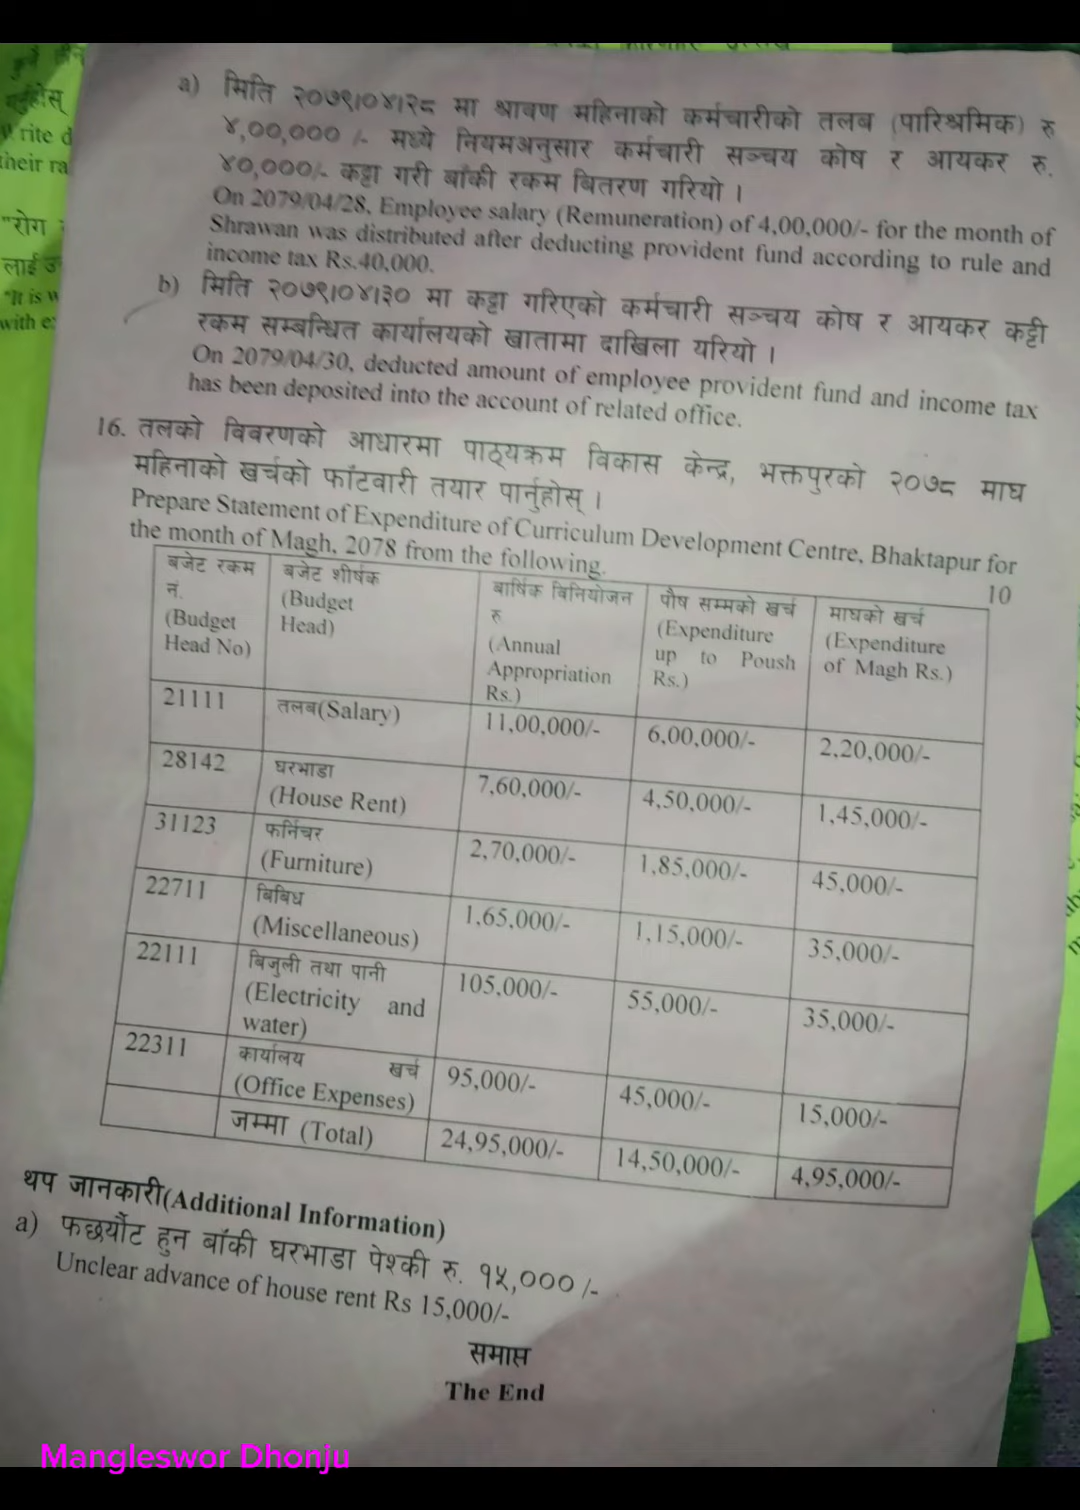 a) मिति २०७९।०४।२८ मा श्रावण महिनाको कर्मचारीको तलब (पारिश्रमिक) रु
४,००,००० /- मध्ये नियमअनुसार कर्मचारी सञ्चय कोष र आयकर रु.
४०,०००/- कट्टा गरी बाँकी रकम बितरण गरियो ।
On 2079/04/28, Employee salary (Remuneration) of 4,00,000/- for the month of
Shrawan was distributed after deducting provident fund according to rule and
income tax Rs.40,000.
b) मिति २०७९।०४।३० मा कट्टा गरिएको कर्मचारी सञ्चय कोष र आयकर कट्टी
रकम सम्बन्धित कार्यालयको खातामा दाखिला यरियो ।
On 2079/04/30, deducted amount of employee provident fund and income tax
has been deposited into the account of related office.
16. तलको विवरणको आधारमा पाठ्यक्रम विकास केन्द्र, भक्तपुरको २०७८ माघ
महिनाको खर्चको फाँटवारी तयार पार्नुहोस् ।
Prepare Statement of Expenditure of Curriculum Development Centre, Bhaktapur for
the month of Magh, 2078 from the following.
10
बजेट रकम नं. (Budget Head No) बजेट शीर्षक (Budget Head) बार्षिक विनियोजन रु (Annual Appropriation Rs.) पौष सम्मको खर्च (Expenditure up to Poush Rs.) माघको खर्च (Expenditure of Magh Rs.)
21111 तलब(Salary) 11,00,000/- 6,00,000/- 2,20,000/-
28142 घरभाडा (House Rent) 7,60,000/- 4,50,000/- 1,45,000/-
31123 फर्निचर (Furniture) 2,70,000/- 1,85,000/- 45,000/-
22711 बिबिध (Miscellaneous) 1,65,000/- 1,15,000/- 35,000/-
22111 बिजुली तथा पानी (Electricity and water) 105,000/- 55,000/- 35,000/-
22311 कार्यालय खर्च (Office Expenses) 95,000/- 45,000/- 15,000/-
जम्मा (Total) 24,95,000/- 14,50,000/- 4,95,000/-
थप जानकारी(Additional Information)
a) फछर्यौट हुन बाँकी घरभाडा पेश्की रु. १५,००० /-
Unclear advance of house rent Rs 15,000/-
समाप्त
The End
Mangleswor Dhonju